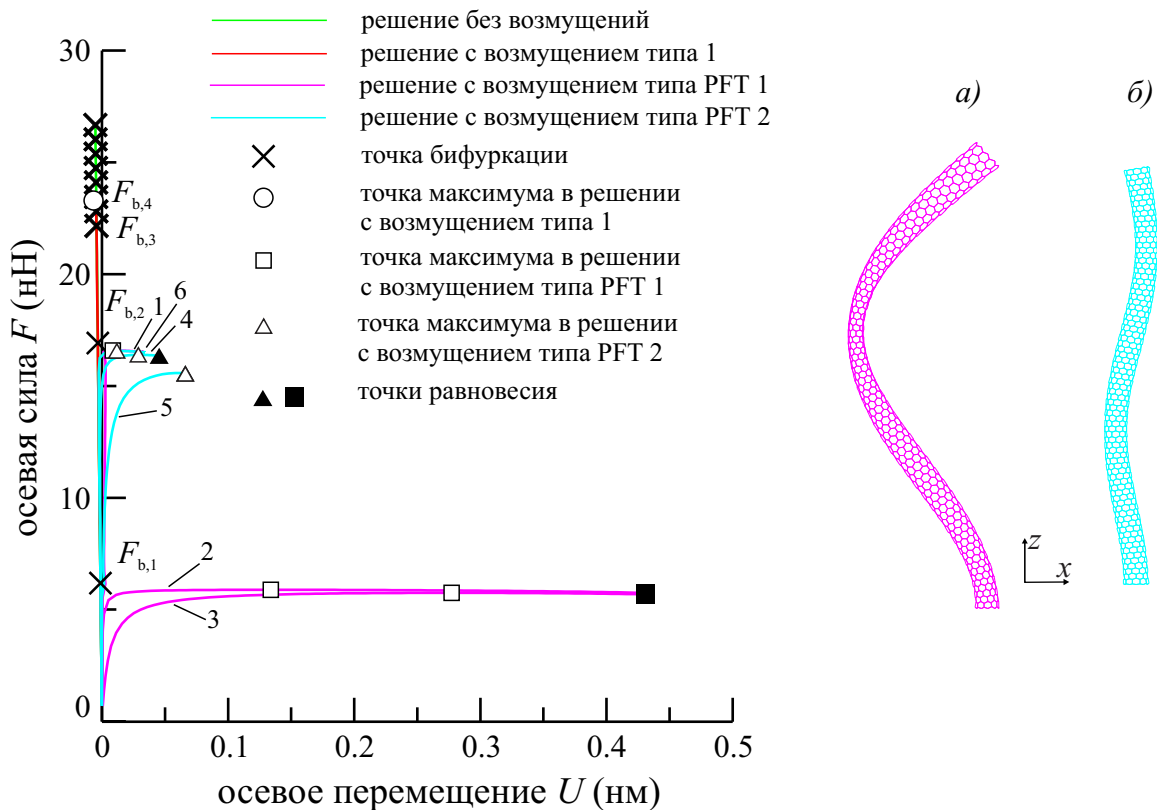 решение без возмущений
решение с возмущением типа 1
решение с возмущением типа PFT 1
решение с возмущением типа PFT 2
точка бифуркации
точка максимума в решении
с возмущением типа 1
точка максимума в решении
с возмущением типа PFT 1
точка максимума в решении
с возмущением типа PFT 2
точки равновесия
осевая сила F (нН)
30
20
10
0
F_b,4
F_b,3
F_b,2
1
6
4
5
F_b,1
2
3
0
0.1
0.2
0.3
0.4
0.5
осевое перемещение U (нм)
а)
б)
z
x